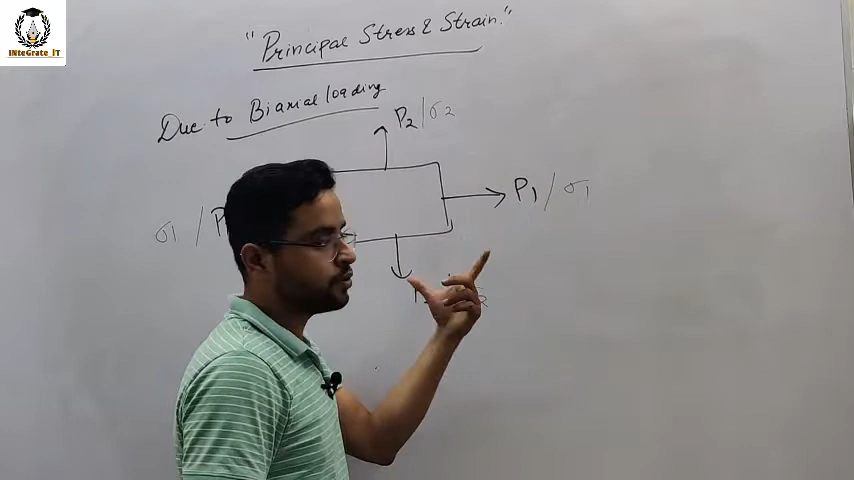 INteGrate_iT
"Principal Stress & Strain."
Due to Biaxial loading
P2/σ2
P1/σ1
σ1/P